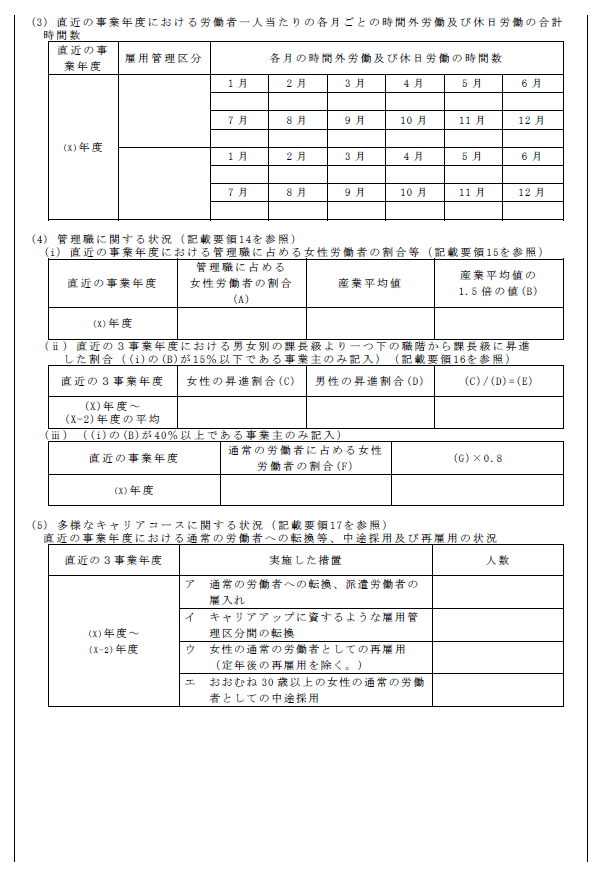 (3) 直近の事業年度における労働者一人当たりの各月ごとの時間外労働及び休日労働の合計
時間数
直近の事
業年度
雇用管理区分
各月の時間外労働及び休日労働の時間数
(X)年度
1月 2月 3月 4月 5月 6月
7月 8月 9月 10月 11月 12月
1月 2月 3月 4月 5月 6月
7月 8月 9月 10月 11月 12月
(4) 管理職に関する状況（記載要領14を参照）
(i) 直近の事業年度における管理職に占める女性労働者の割合等（記載要領15を参照）
直近の事業年度
管理職に占める
女性労働者の割合
(A)
産業平均値
産業平均値の
1.5倍の値(B)
(X)年度
(ⅱ) 直近の３事業年度における男女別の課長級より一つ下の職階から課長級に昇進
した割合（(i)の(B)が15％以下である事業主のみ記入）（記載要領16を参照）
直近の３事業年度
女性の昇進割合(C)
男性の昇進割合(D)
(C)/(D)=(E)
(X)年度～
(X-2)年度の平均
(ⅲ) （(i)の(B)が40％以上である事業主のみ記入）
直近の事業年度
通常の労働者に占める女性
労働者の割合(F)
(G)×0.8
(X)年度
(5) 多様なキャリアコースに関する状況（記載要領17を参照）
直近の事業年度における通常の労働者への転換等、中途採用及び再雇用の状況
直近の３事業年度
実施した措置
人数
(X)年度～
(X-2)年度
ア 通常の労働者への転換、派遣労働者の
雇入れ
イ キャリアアップに資するような雇用管
理区分間の転換
ウ 女性の通常の労働者としての再雇用
（定年後の再雇用を除く。）
エ おおむね30歳以上の女性の通常の労働
者としての中途採用